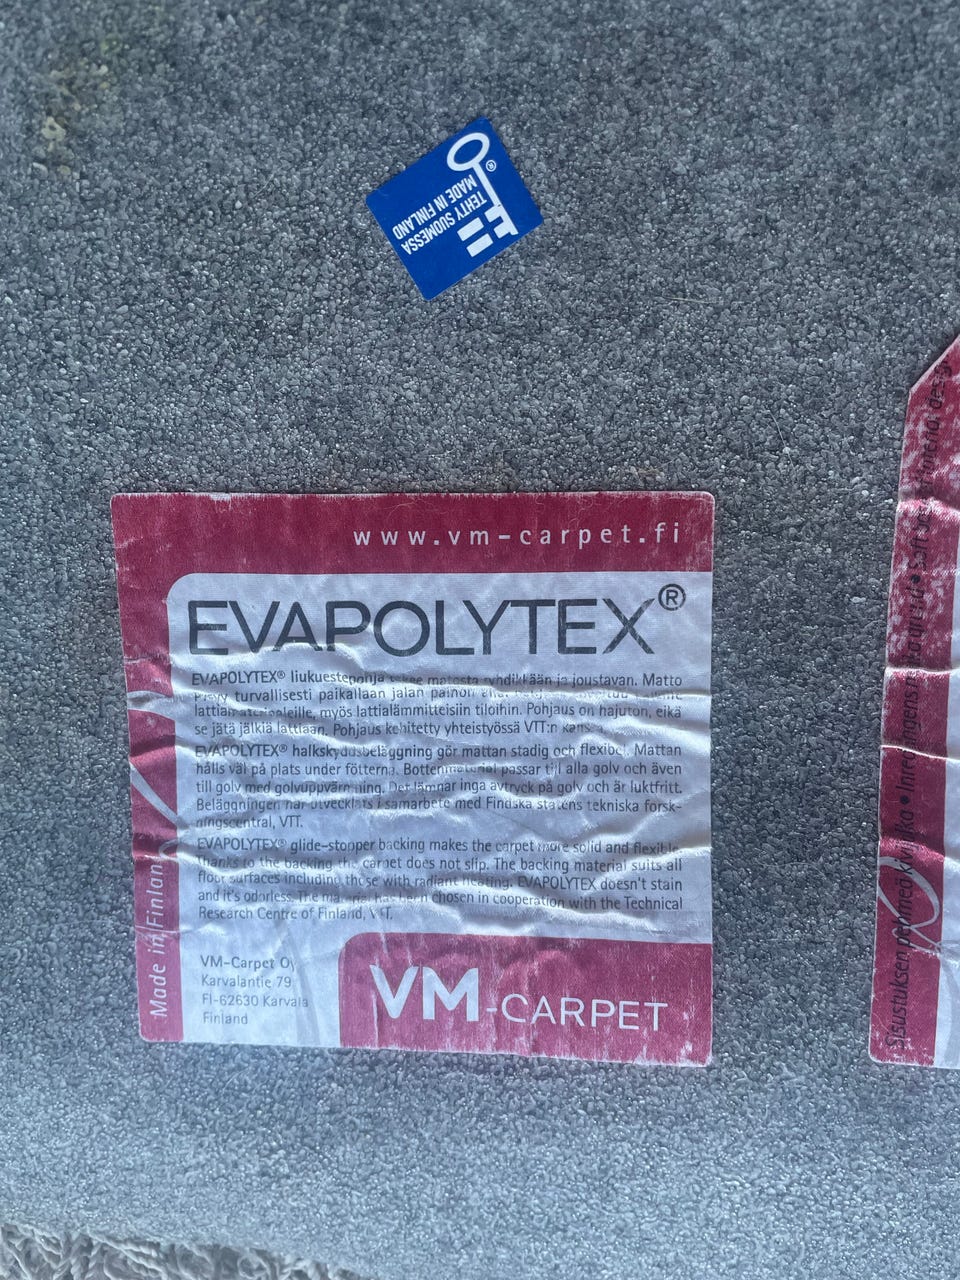 TEHTY SUOMESSA
MADE IN FINLAND
®
www.vm-carpet.fi
EVAPOLYTEX®
EVAPOLYTEX® liukuestepohja tekee matosta ryhdikkään ja joustavan. Matto
pysyy turvallisesti paikallaan jalan painon alla.
lattiamateriaaleille, myös lattialämmitteisiin tiloihin. Pohjaus on hajuton, eikä
se jätä jälkiä lattiaan. Pohjaus kehitetty yhteistyössä VTT:n kanssa.
EVAPOLYTEX® halkskyddsbeläggning gör mattan stadig och flexibel. Mattan
hålls väl på plats under fötterna. Bottenmaterial passar till alla golv och även
till golv med golvuppvärmning. Det lämnar inga avtryck på golv och är luktfritt.
Beläggningen har utvecklats i samarbete med Findska statens tekniska forsk-
ningscentral, VTT.
EVAPOLYTEX® glide-stopper backing makes the carpet more solid and flexible.
Thanks to the backing the carpet does not slip. The backing material suits all
floor surfaces including those with radiant heating. EVAPOLYTEX doesn't stain
and it's odorless. The material has been chosen in cooperation with the Technical
Research Centre of Finland, VTT.
Made in Finland
VM-Carpet Oy
Karvalantie 79
FI-62630 Karvala
Finland
VM-CARPET
Sisustuksen pehmeä • Inredningens • Soft